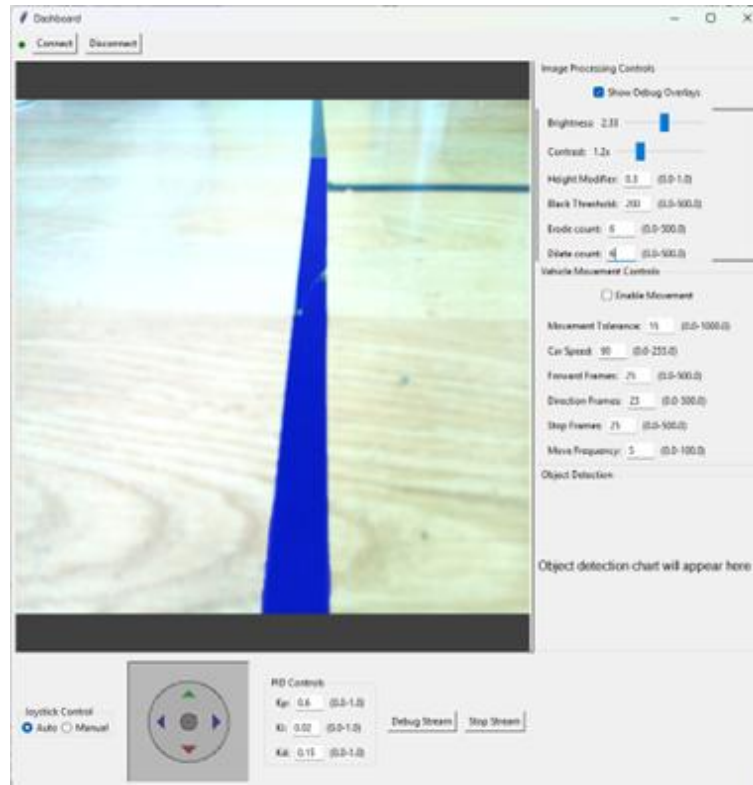 Dashboard
Connect Disconnect
Image Processing Controls
Show Debug Overlays
Brightness: 2.33
Contrast: 1.2x
Height Modifier: 0.3 (0.0-1.0)
Black Threshold: 200 (0.0-500.0)
Erode count: 6 (0.0-500.0)
Dilate count: 6 (0.0-500.0)
Vehicle Movement Controls
Enable Movement
Movement Tolerance: 15 (0.0-1000.0)
Car Speed: 90 (0.0-255.0)
Forward Frames: 25 (0.0-500.0)
Direction Frames: 25 (0.0-500.0)
Stop Frames: 25 (0.0-500.0)
Move Frequency: 5 (0.0-100.0)
Object Detection
Object detection chart will appear here
Joystick Control
Auto Manual
PID Controls
Kp: 0.6 (0.0-1.0)
Ki: 0.02 (0.0-1.0)
Kd: 0.15 (0.0-1.0)
Debug Stream Stop Stream